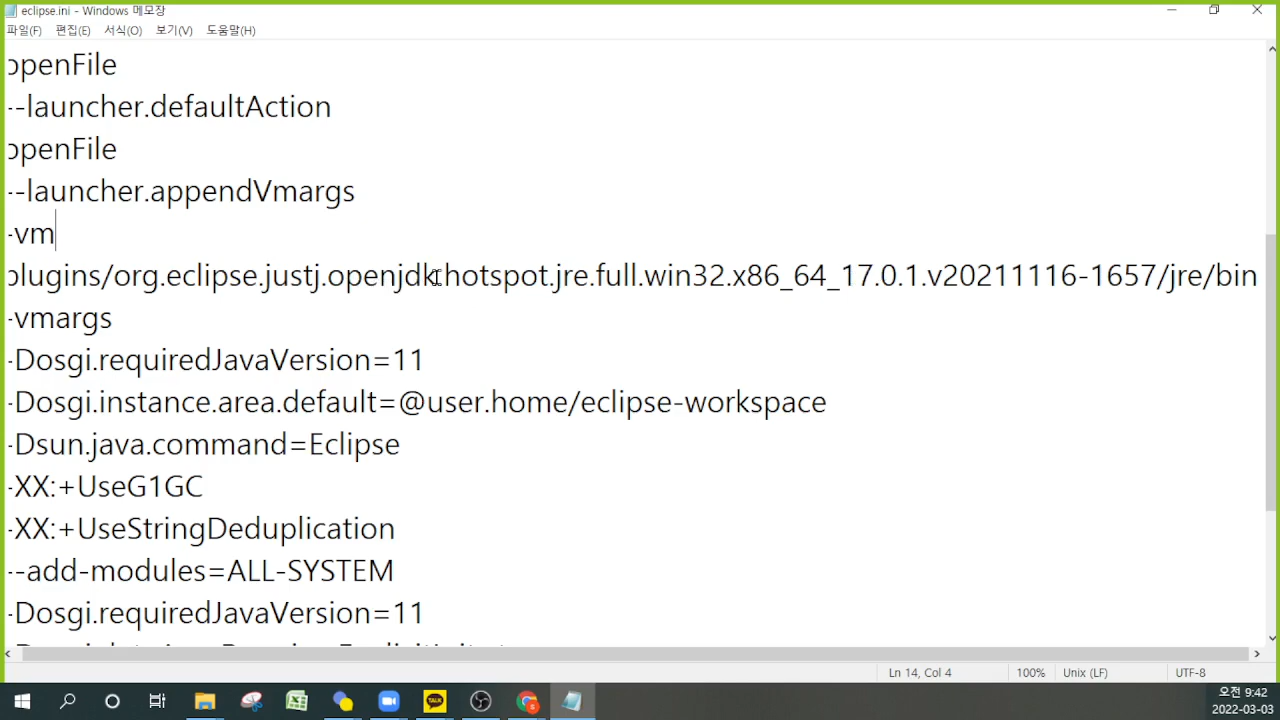 eclipse.ini - Windows 메모장
파일(F) 편집(E) 서식(O) 보기(V) 도움말(H)
openFile
--launcher.defaultAction
openFile
--launcher.appendVmargs
-vm
plugins/org.eclipse.justj.openjdk.hotspot.jre.full.win32.x86_64_17.0.1.v20211116-1657/jre/bin
-vmargs
-Dosgi.requiredJavaVersion=11
-Dosgi.instance.area.default=@user.home/eclipse-workspace
-Dsun.java.command=Eclipse
-XX:+UseG1GC
-XX:+UseStringDeduplication
--add-modules=ALL-SYSTEM
-Dosgi.requiredJavaVersion=11
Ln 14, Col 4 100% Unix (LF) UTF-8
TALK
오전 9:42
2022-03-03